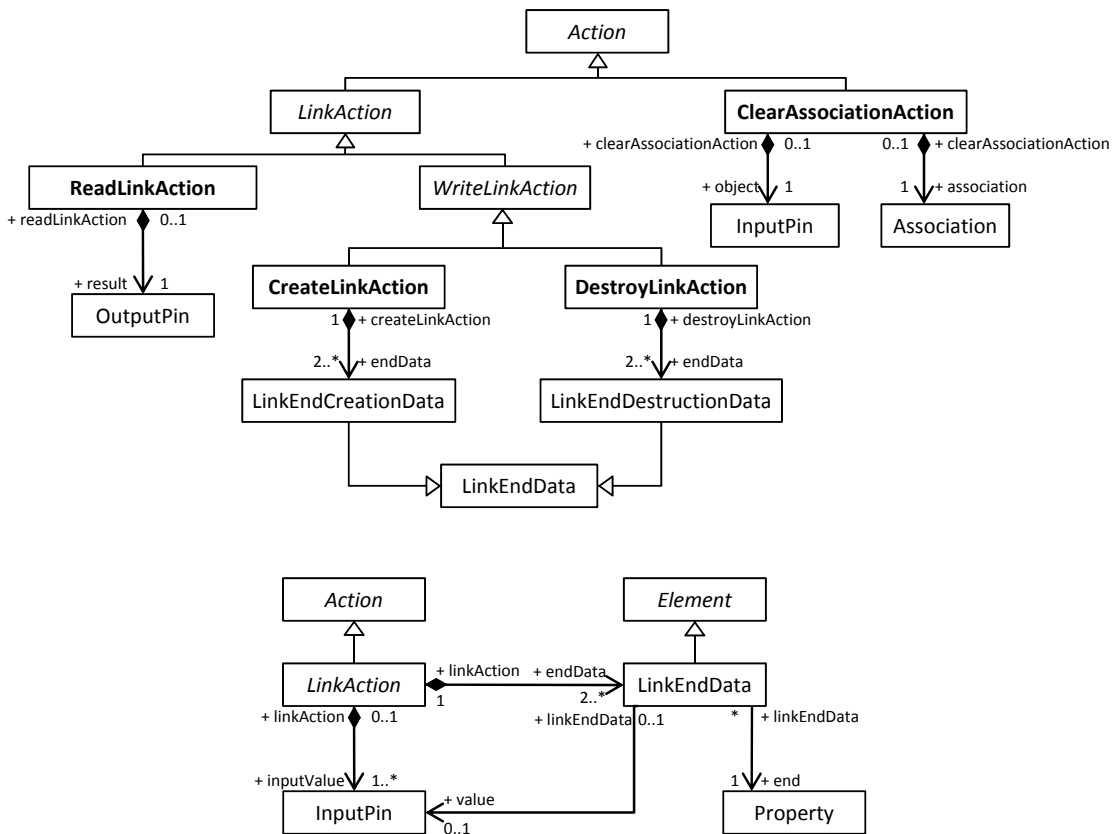 Action
LinkAction
ClearAssociationAction
+ clearAssociationAction 0..1 0..1 + clearAssociationAction
ReadLinkAction
WriteLinkAction
+ object 1 1 + association
+ readLinkAction 0..1
InputPin
Association
CreateLinkAction
DestroyLinkAction
+ result 1
OutputPin
1 + createLinkAction 1 + destroyLinkAction
2..* + endData 2..* + endData
LinkEndCreationData
LinkEndDestructionData
LinkEndData
Action
Element
+ linkAction + endData
LinkAction
LinkEndData
1 2..*
+ linkAction 0..1 + linkEndData 0..1 * + linkEndData
+ inputValue 1..* 1 + end
+ value
InputPin
Property
0..1